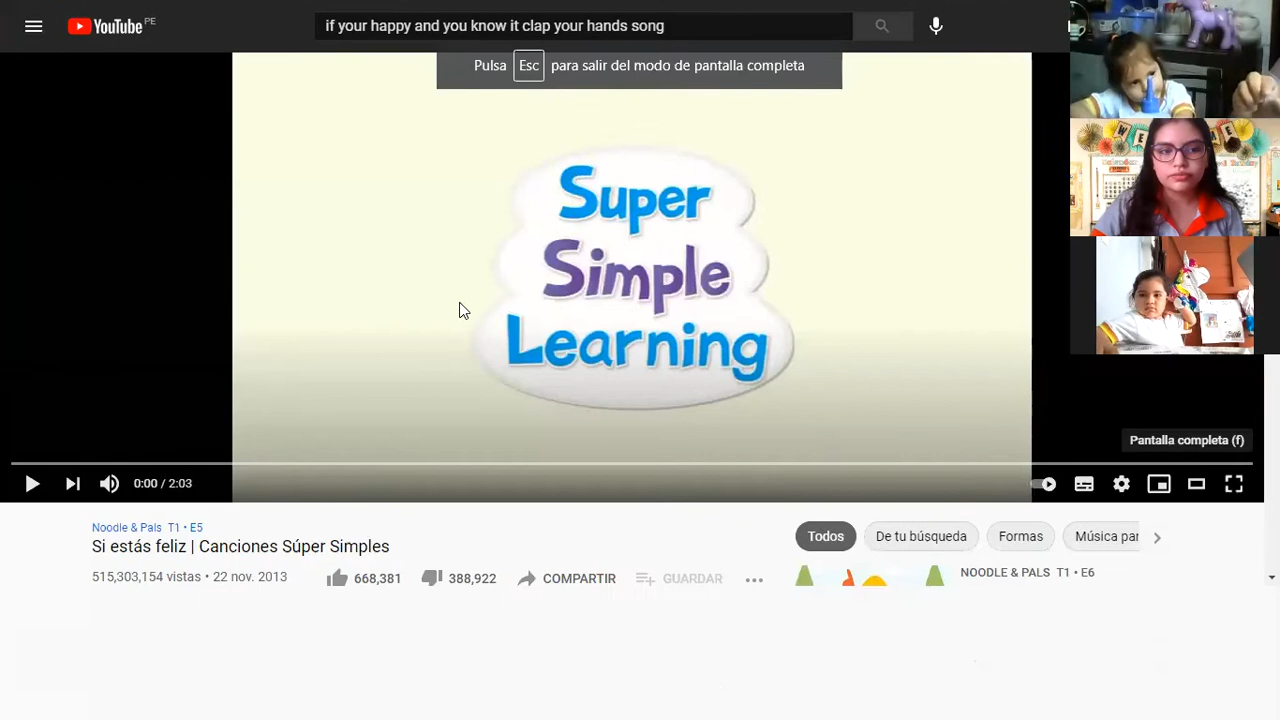 YouTube PE
if your happy and you know it clap your hands song
Pulsa Esc para salir del modo de pantalla completa
Super
Simple
Learning
Pantalla completa (f)
0:00 / 2:03
Noodle & Pals T1 • E5
Si estás feliz | Canciones Súper Simples
515,303,154 vistas • 22 nov. 2013
668,381
388,922
COMPARTIR
GUARDAR
Todos
De tu búsqueda
Formas
Música par
NOODLE & PALS T1 • E6